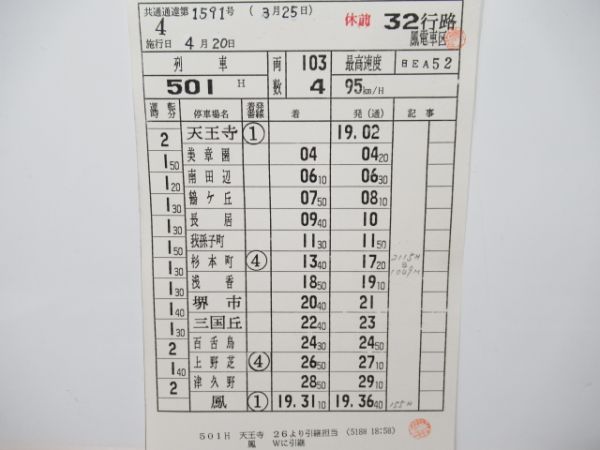 共通通達第1591号 (3月25日)
4
施行日 4月20日
休前 32行路
鳳電車区
列車 両数 103 最高速度 BEA52
501H 4 95km/H
運転時分 停車場名 着発番線 着 発(通) 記事
天王寺 ① 19.02
2
美章園 04 04 20
1 50
南田辺 06 10 06 30
1 20
鶴ケ丘 07 50 08 10
1 30
長居 09 40 10
1 30
我孫子町 11 30 11 50
1 50
杉本町 ④ 13 40 17 20
1 30
浅香 18 50 19 10
1 30
堺市 20 40 21
1 40
三国丘 22 40 23
1 30
百舌鳥 24 30 24 50
2
上野芝 ④ 26 50 27 10
1 40
津久野 28 50 29 10
2
鳳 ① 19.31 10 19.36 40
501H 天王寺 26より引継担当 (518H 18:58)
鳳 Wに引継